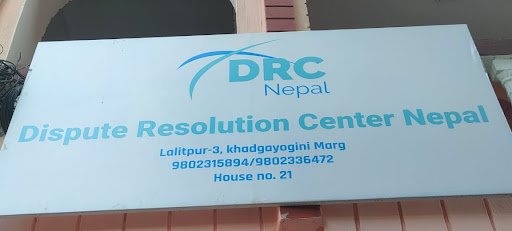 DRC
Nepal
Dispute Resolution Center Nepal
Lalitpur-3, khadgayogini Marg
9802315894/9802336472
House no. 21